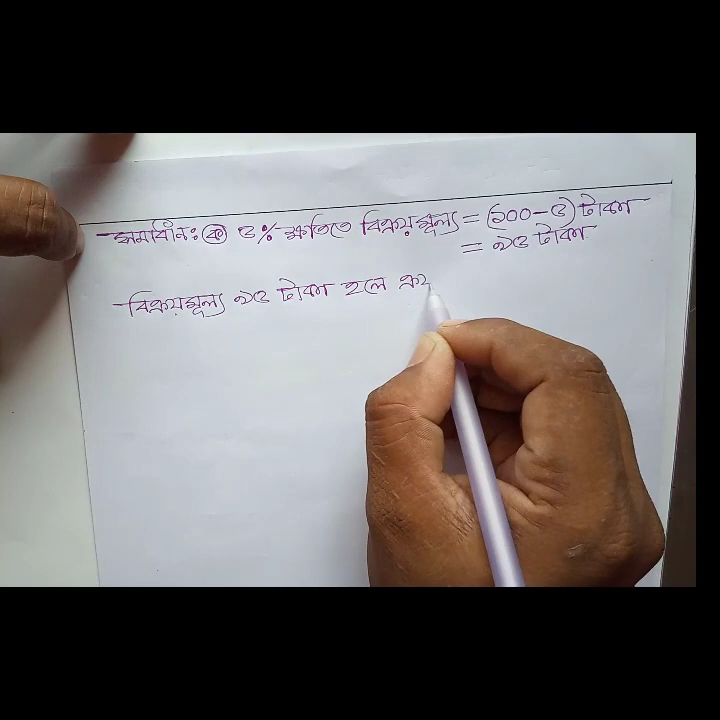 সমাধানঃ ক ৫% ক্ষতিতে বিক্রয়মূল্য = (১০০-৫) টাকা
= ৯৫ টাকা
বিক্রয়মূল্য ৯৫ টাকা হলে ক্র